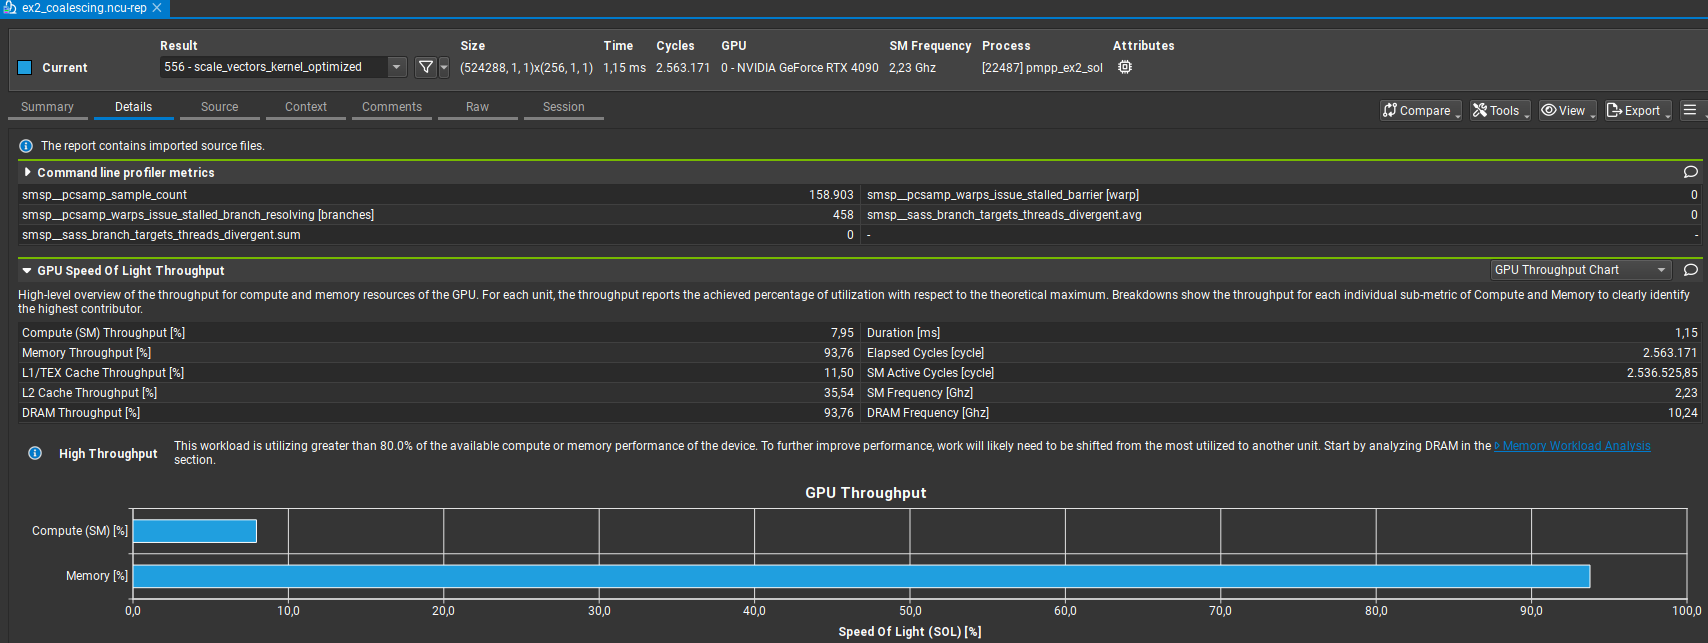 ex2_coalescing.ncu-rep
Result Size Time Cycles GPU SM Frequency Process Attributes
Current 556 - scale_vectors_kernel_optimized (524288, 1, 1)x(256, 1, 1) 1,15 ms 2.563.171 0 - NVIDIA GeForce RTX 4090 2,23 Ghz [22487] pmpp_ex2_sol
Summary Details Source Context Comments Raw Session Compare Tools View Export
The report contains imported source files.
Command line profiler metrics
smsp__pcsamp_sample_count 158.903 smsp__pcsamp_warps_issue_stalled_barrier [warp] 0
smsp__pcsamp_warps_issue_stalled_branch_resolving [branches] 458 smsp__sass_branch_targets_threads_divergent.avg 0
smsp__sass_branch_targets_threads_divergent.sum 0 - -
GPU Speed Of Light Throughput GPU Throughput Chart
High-level overview of the throughput for compute and memory resources of the GPU. For each unit, the throughput reports the achieved percentage of utilization with respect to the theoretical maximum. Breakdowns show the throughput for each individual sub-metric of Compute and Memory to clearly identify
the highest contributor.
Compute (SM) Throughput [%] 7,95 Duration [ms] 1,15
Memory Throughput [%] 93,76 Elapsed Cycles [cycle] 2.563.171
L1/TEX Cache Throughput [%] 11,50 SM Active Cycles [cycle] 2.536.525,85
L2 Cache Throughput [%] 35,54 SM Frequency [Ghz] 2,23
DRAM Throughput [%] 93,76 DRAM Frequency [Ghz] 10,24
High Throughput This workload is utilizing greater than 80.0% of the available compute or memory performance of the device. To further improve performance, work will likely need to be shifted from the most utilized to another unit. Start by analyzing DRAM in the Memory Workload Analysis
section.
GPU Throughput
Compute (SM) [%]
Memory [%]
0,0 10,0 20,0 30,0 40,0 50,0 60,0 70,0 80,0 90,0 100,0
Speed Of Light (SOL) [%]